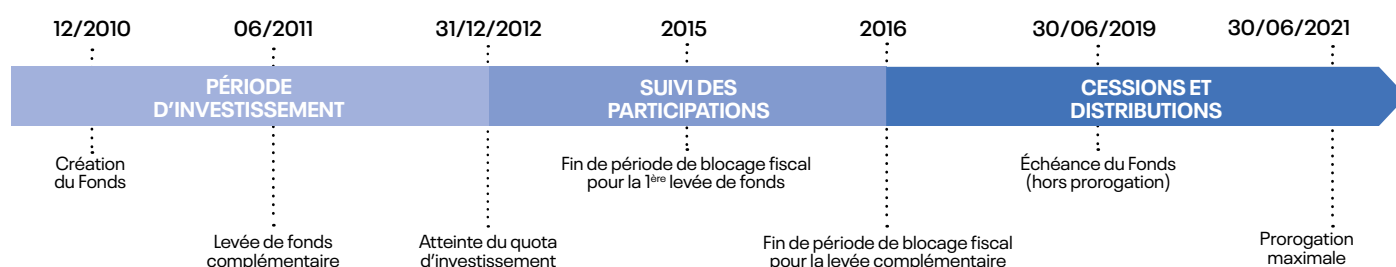 12/2010 06/2011 31/12/2012 2015 2016 30/06/2019 30/06/2021
PÉRIODE
D'INVESTISSEMENT
SUIVI DES
PARTICIPATIONS
CESSIONS ET
DISTRIBUTIONS
Création
du Fonds
Fin de période de blocage fiscal
pour la 1ère levée de fonds
Échéance du Fonds
(hors prorogation)
Levée de fonds
complémentaire
Atteinte du quota
d'investissement
Fin de période de blocage fiscal
pour la levée complémentaire
Prorogation
maximale